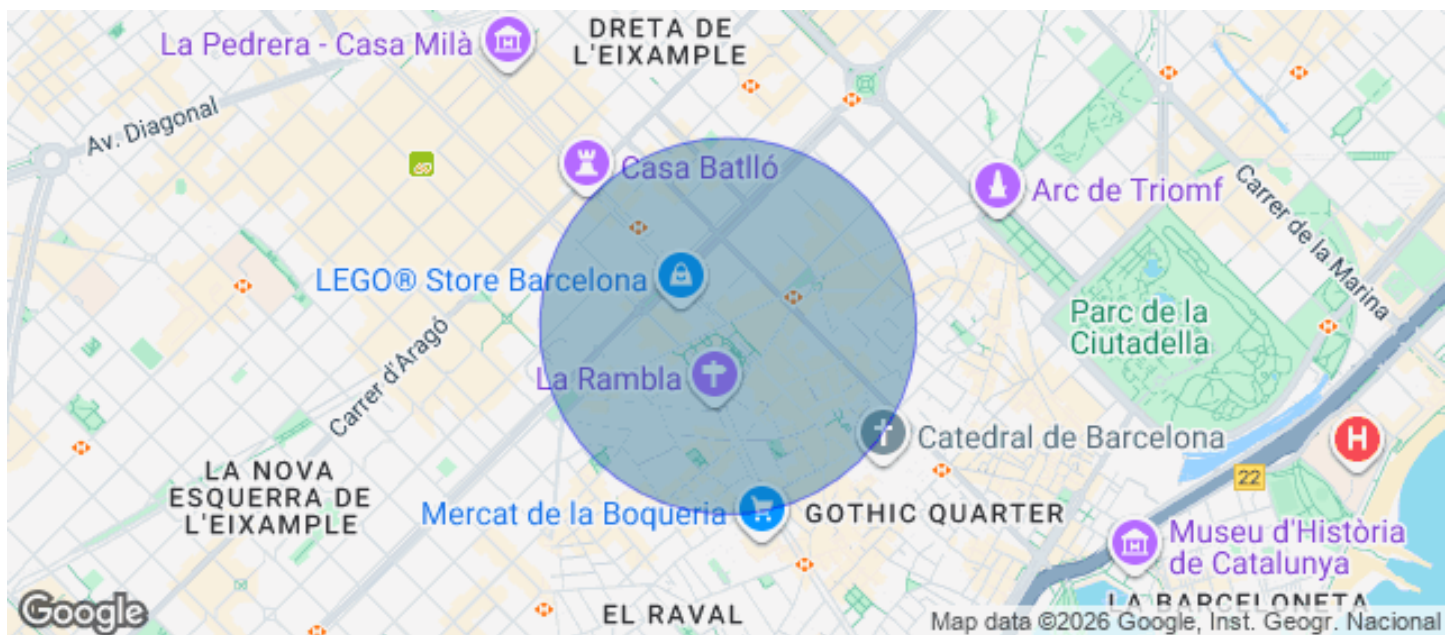 La Pedrera - Casa Milà
DRETA DE
L'EIXAMPLE
Av. Diagonal
Casa Batlló
Arc de Triomf
Carrer de la Marina
LEGO® Store Barcelona
Parc de la
Ciutadella
Carrer d'Aragó
La Rambla
Catedral de Barcelona
H
LA NOVA
ESQUERRA DE
L'EIXAMPLE
22
Mercat de la Boqueria
GOTHIC QUARTER
Museu d'Història
de Catalunya
LA BARCELONETA
EL RAVAL
Google
Map data ©2026 Google, Inst. Geogr. Nacional